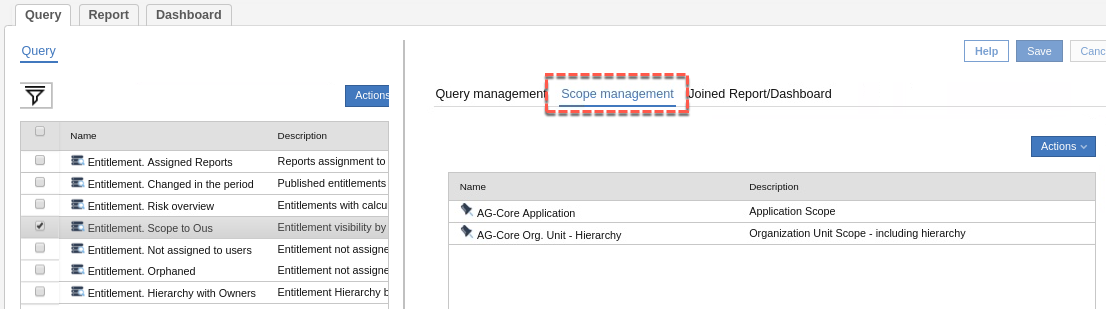 Query Report Dashboard
Query
Help Save Canc
Actions
Query management Scope management Joined Report/Dashboard
Actions
Name Description
Entitlement. Assigned Reports Reports assignment to
Entitlement. Changed in the period Published entitlements
Entitlement. Risk overview Entitlements with calcu
Entitlement. Scope to Ous Entitlement visibility by
Entitlement. Not assigned to users Entitlement not assigne
Entitlement. Orphaned Entitlement not assigne
Entitlement. Hierarchy with Owners Entitlement Hierarchy b
Name Description
AG-Core Application Application Scope
AG-Core Org. Unit - Hierarchy Organization Unit Scope - including hierarchy